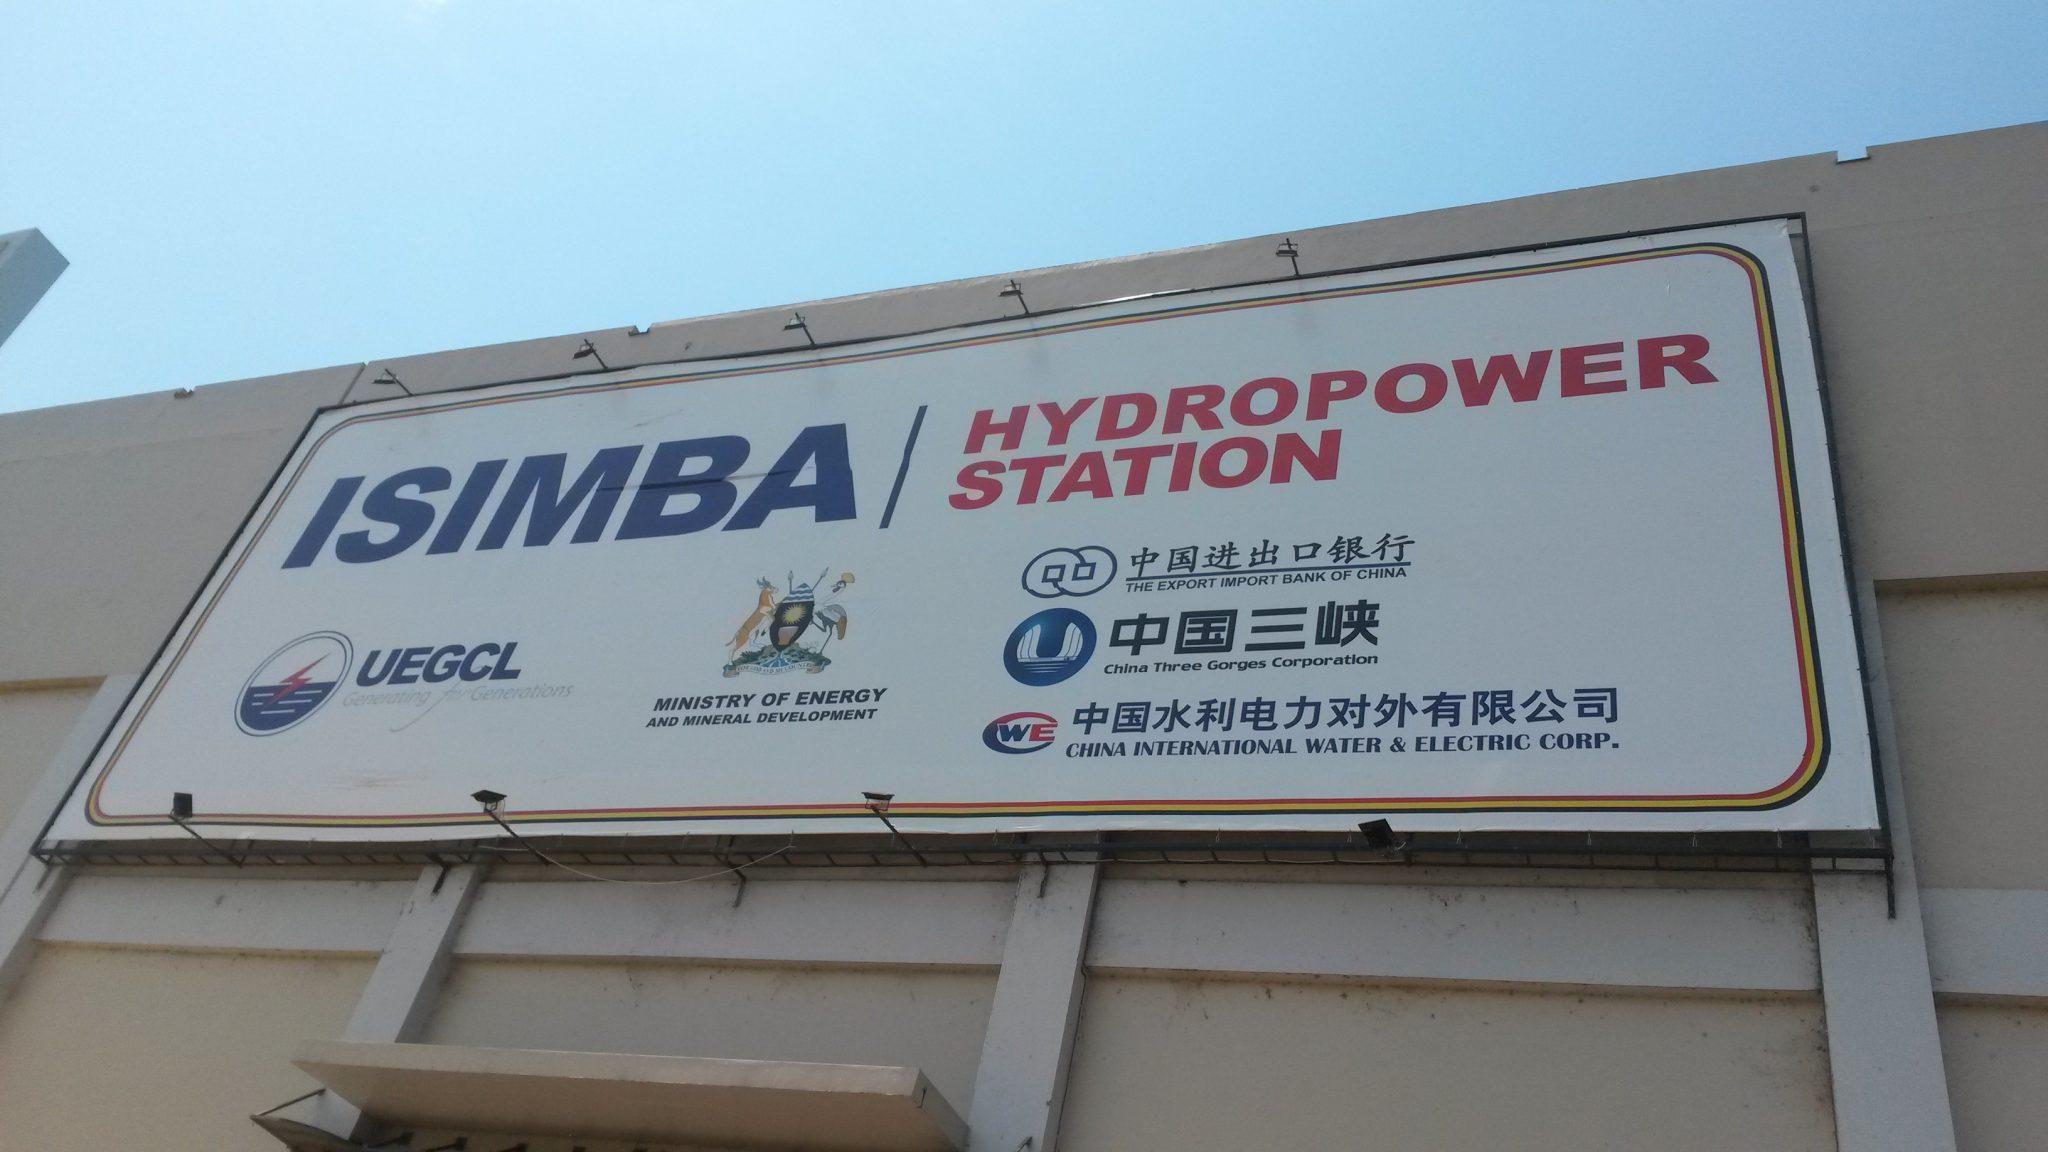 ISIMBA / HYDROPOWER
STATION
UEGCL
Generating for Generations
MINISTRY OF ENERGY
AND MINERAL DEVELOPMENT
中国进出口银行
THE EXPORT IMPORT BANK OF CHINA
中国三峡
China Three Gorges Corporation
CWE
中国水利电力对外有限公司
CHINA INTERNATIONAL WATER & ELECTRIC CORP.